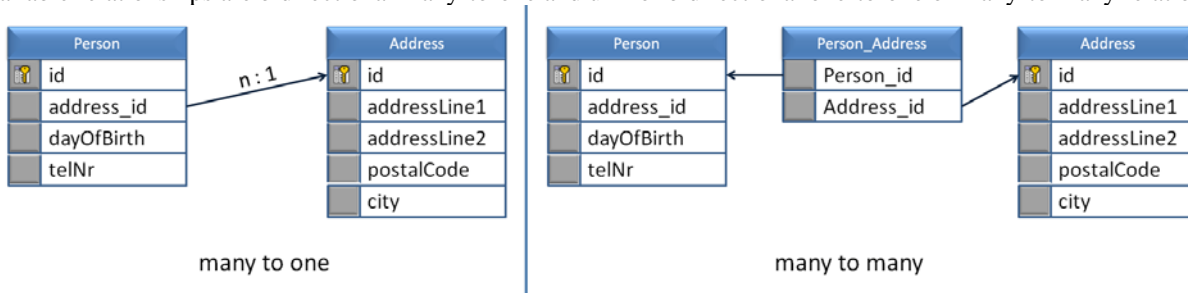 Person
id
address_id
dayOfBirth
telNr
n : 1
Address
id
addressLine1
addressLine2
postalCode
city
many to one
Person
id
address_id
dayOfBirth
telNr
Person_Address
Person_id
Address_id
Address
id
addressLine1
addressLine2
postalCode
city
many to many